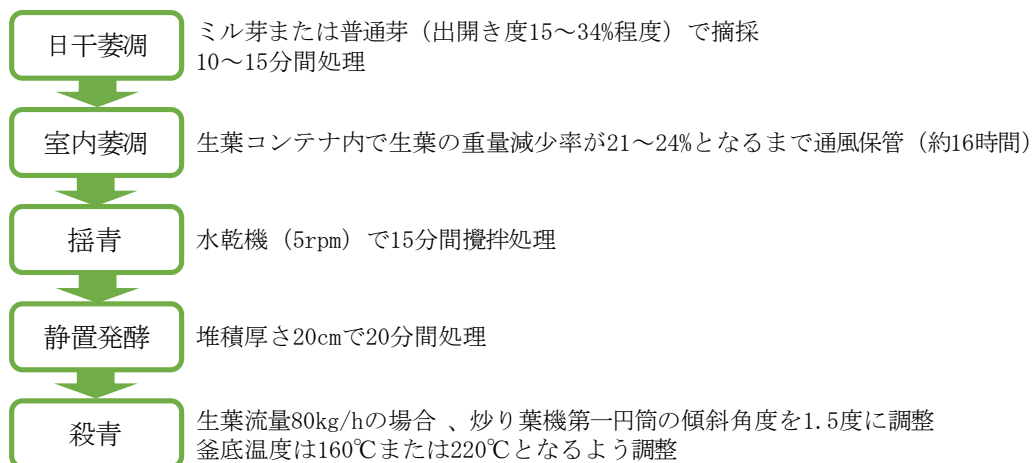 日干萎凋
ミル芽または普通芽（出開き度15～34%程度）で摘採
10～15分間処理
室内萎凋
生葉コンテナ内で生葉の重量減少率が21～24%となるまで通風保管（約16時間）
揺青
水乾機（5rpm）で15分間攪拌処理
静置発酵
堆積厚さ20cmで20分間処理
殺青
生葉流量80kg/hの場合 、炒り葉機第一円筒の傾斜角度を1.5度に調整
釜底温度は160℃または220℃となるよう調整